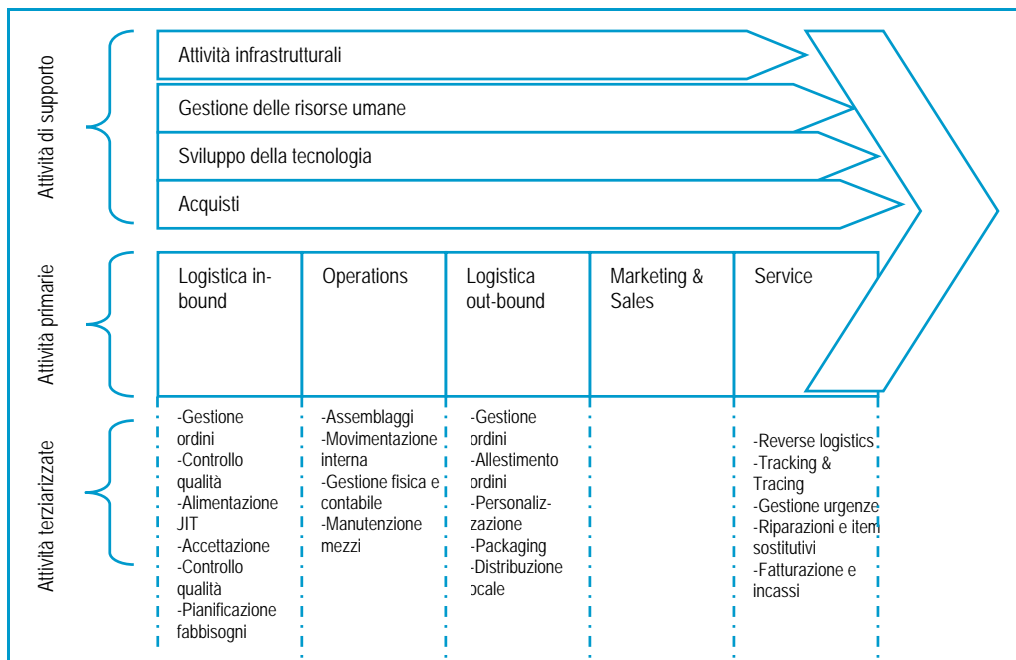 Attività di supporto
Attività infrastrutturali
Gestione delle risorse umane
Sviluppo della tecnologia
Acquisti
Attività primarie
Logistica in-
bound
Operations
Logistica
out-bound
Marketing &
Sales
Service
Attività terziarizzate
-Gestione
ordini
-Controllo
qualità
-Alimentazione
JIT
-Accettazione
-Controllo
qualità
-Pianificazione
fabbisogni
-Assemblaggi
-Movimentazione
interna
-Gestione fisica e
contabile
-Manutenzione
mezzi
-Gestione
ordini
-Allestimento
ordini
-Personaliz-
zazione
-Packaging
-Distribuzione
ocale
-Reverse logistics
-Tracking &
Tracing
-Gestione urgenze
-Riparazioni e item
sostitutivi
-Fatturazione e
incassi